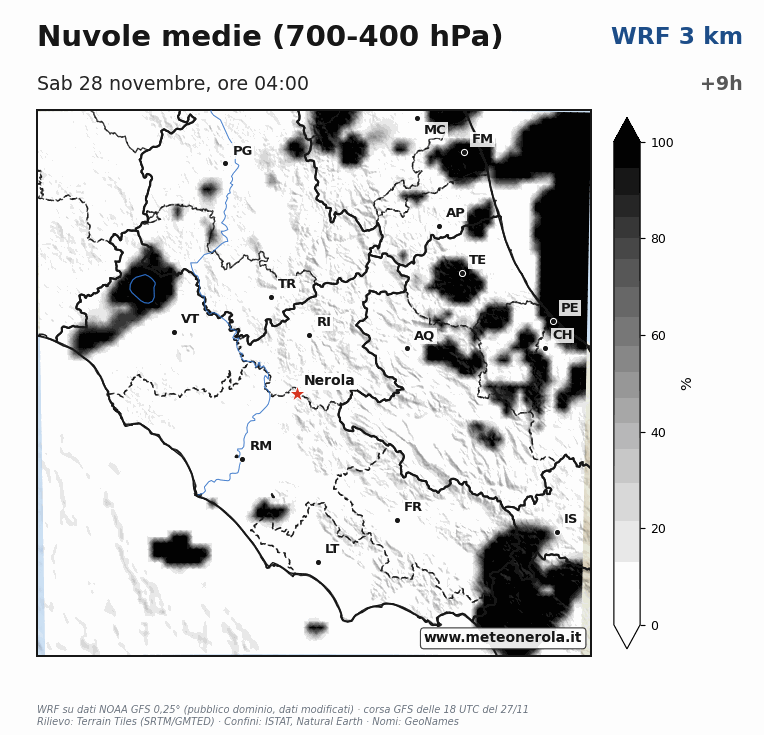 Nuvole medie (700-400 hPa)
WRF 3 km
Sab 28 novembre, ore 04:00
+9h
MC
FM
PG
AP
TE
TR
PE
VT
RI
AQ
CH
Nerola
RM
FR
IS
LT
www.meteonerola.it
100
80
60
40
20
0
%
WRF su dati NOAA GFS 0,25° (pubblico dominio, dati modificati) · corsa GFS delle 18 UTC del 27/11
Rilievo: Terrain Tiles (SRTM/GMTED) · Confini: ISTAT, Natural Earth · Nomi: GeoNames